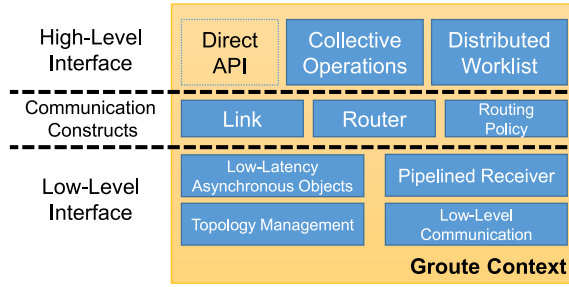 High-Level
Interface
Direct
API
Collective
Operations
Distributed
Worklist
Communication
Constructs
Link
Router
Routing
Policy
Low-Level
Interface
Low-Latency
Asynchronous Objects
Pipelined Receiver
Topology Management
Low-Level
Communication
Groute Context